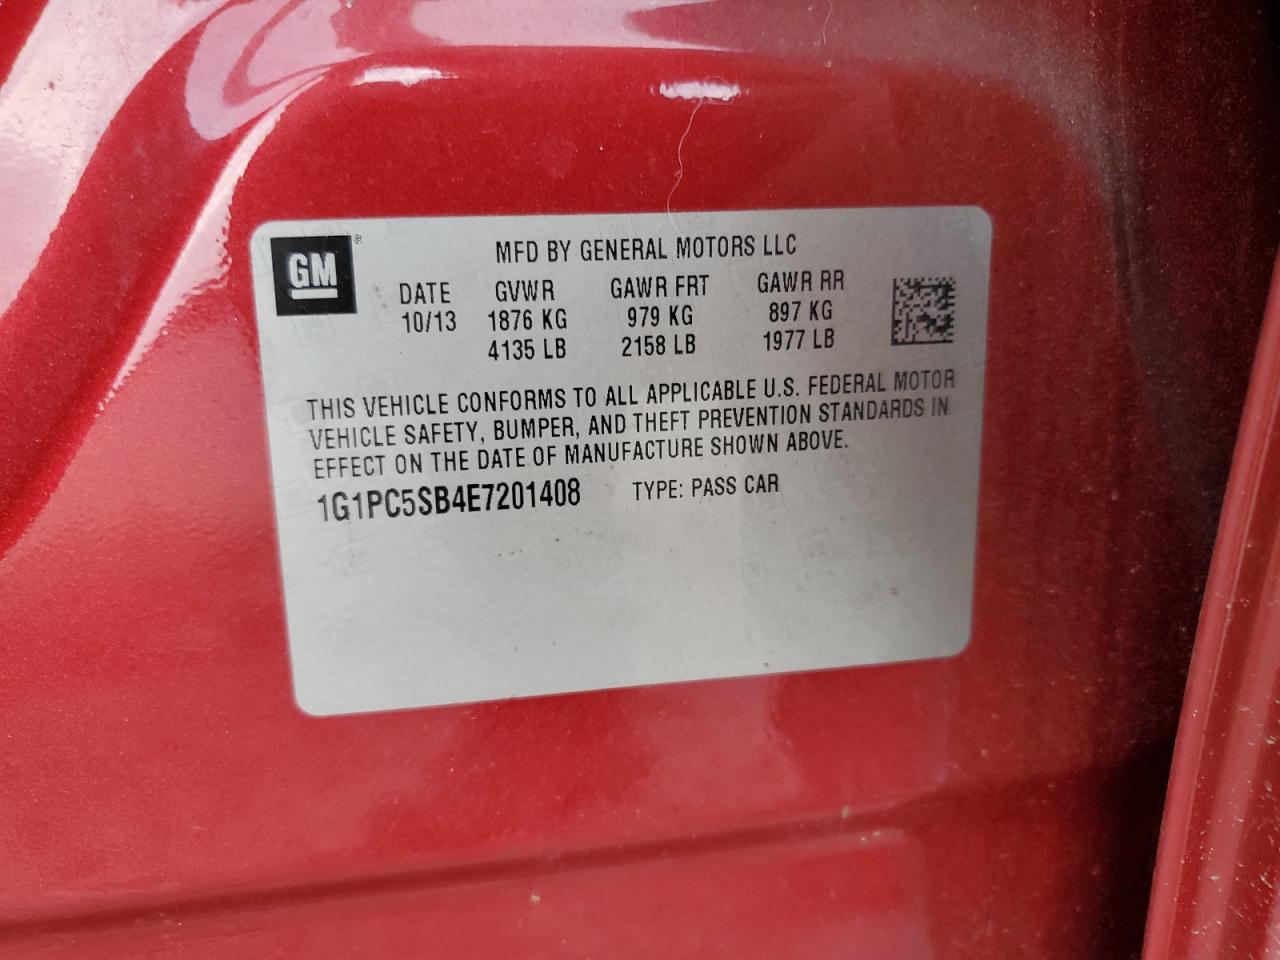 GM ®
MFD BY GENERAL MOTORS LLC
DATE GVWR GAWR FRT GAWR RR
10/13 1876 KG 979 KG 897 KG
4135 LB 2158 LB 1977 LB
THIS VEHICLE CONFORMS TO ALL APPLICABLE U.S. FEDERAL MOTOR
VEHICLE SAFETY, BUMPER, AND THEFT PREVENTION STANDARDS IN
EFFECT ON THE DATE OF MANUFACTURE SHOWN ABOVE.
1G1PC5SB4E7201408 TYPE: PASS CAR